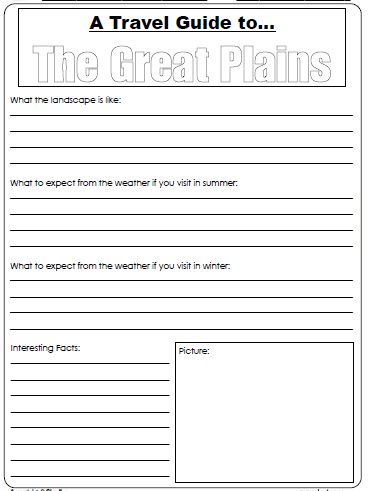 A Travel Guide to...
The Great Plains
What the landscape is like:
What to expect from the weather if you visit in summer:
What to expect from the weather if you visit in winter:
Interesting Facts:
Picture: